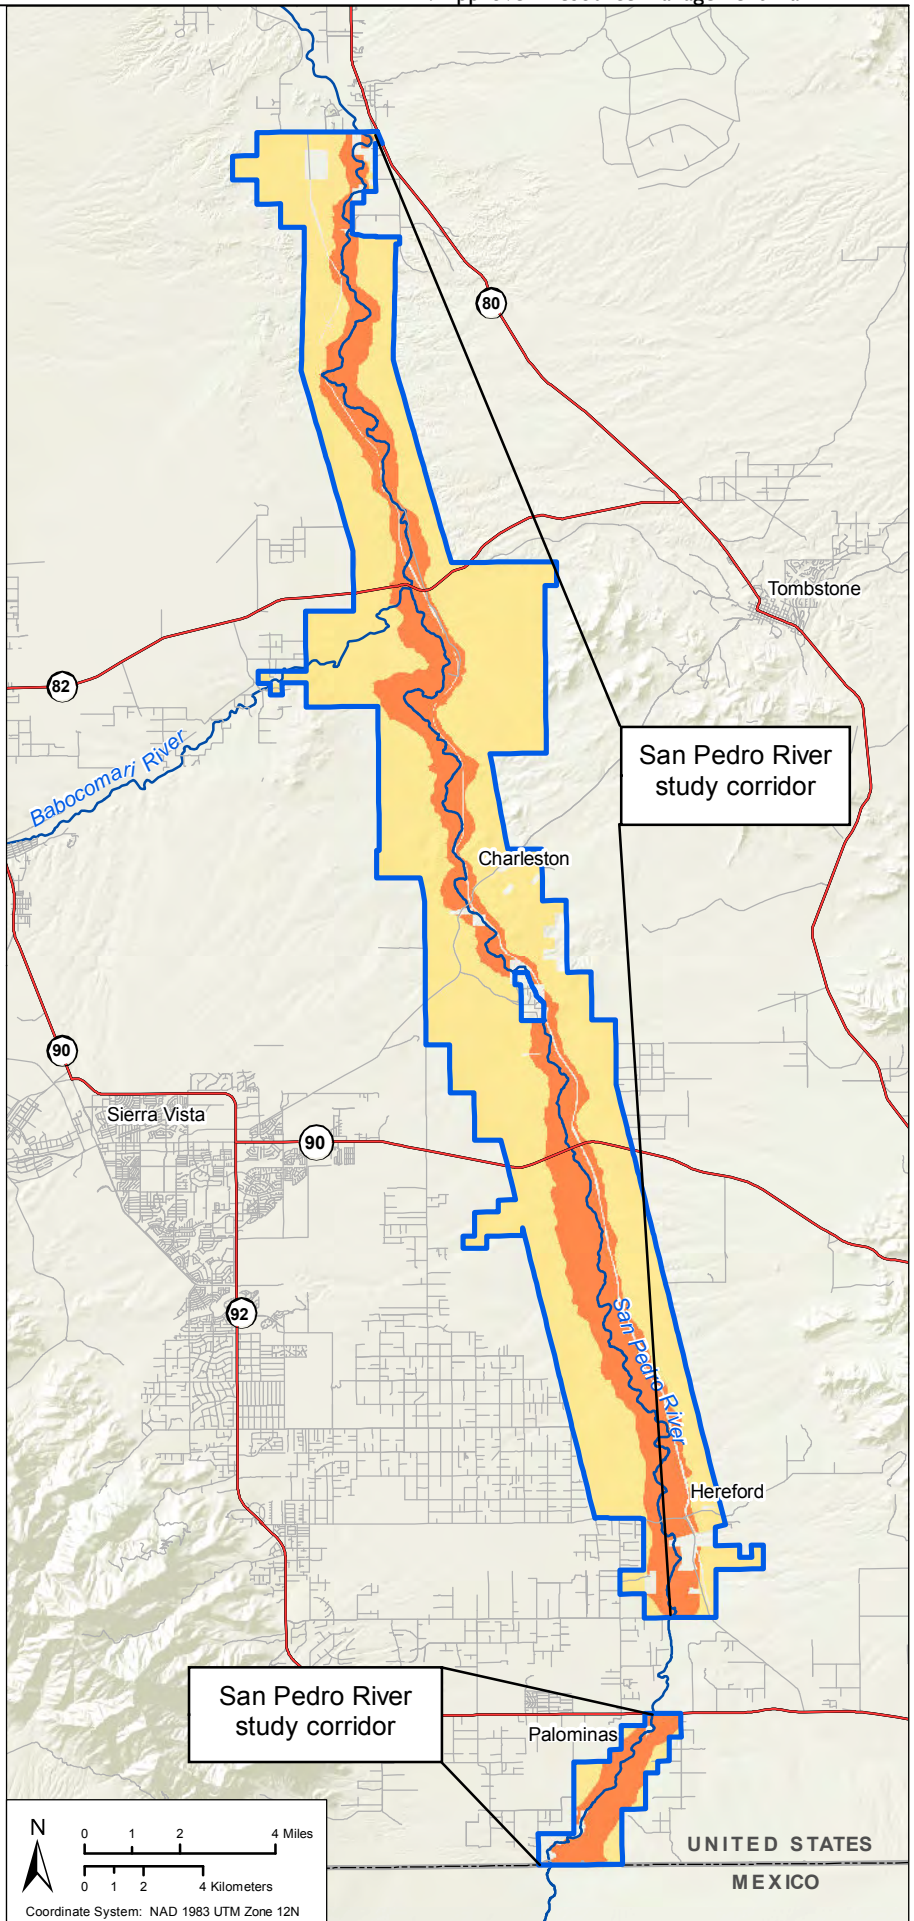 80
Tombstone
82
San Pedro River
study corridor
Babocomari River
Charleston
90
Sierra Vista
90
92
San Pedro River
Hereford
San Pedro River
study corridor
Palominas
N
0 1 2 4 Miles
0 1 2 4 Kilometers
Coordinate System: NAD 1983 UTM Zone 12N
UNITED STATES
MEXICO